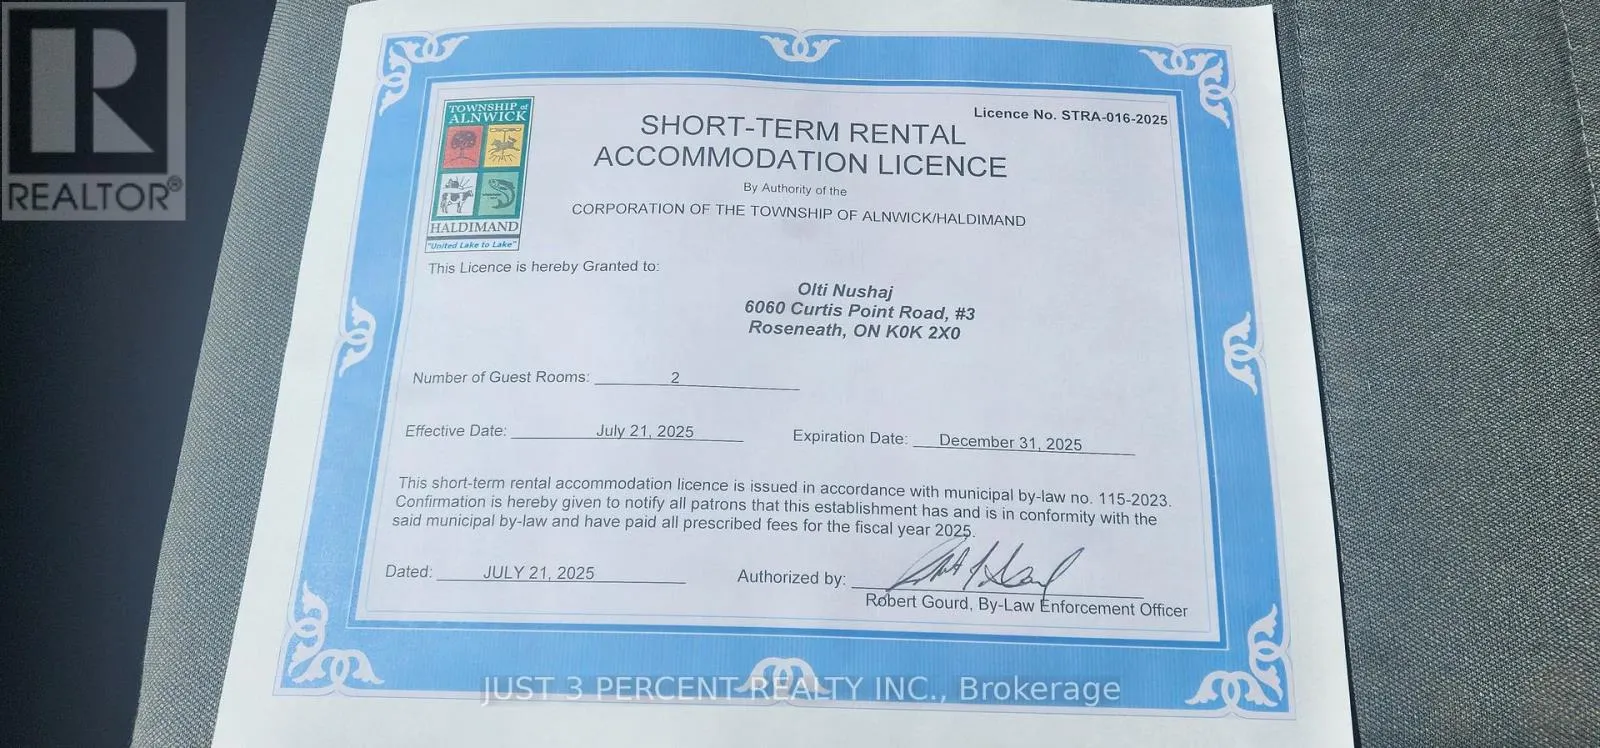 REALTOR®
TOWNSHIP of
ALNWICK
HALDIMAND
"United Lake to Lake"
Licence No. STRA-016-2025
SHORT-TERM RENTAL
ACCOMMODATION LICENCE
By Authority of the
CORPORATION OF THE TOWNSHIP OF ALNWICK/HALDIMAND
This Licence is hereby Granted to:
Olti Nushaj
6060 Curtis Point Road, #3
Roseneath, ON K0K 2X0
Number of Guest Rooms: 2
Effective Date: July 21, 2025 Expiration Date: December 31, 2025
This short-term rental accommodation licence is issued in accordance with municipal by-law no. 115-2023.
Confirmation is hereby given to notify all patrons that this establishment has and is in conformity with the
said municipal by-law and have paid all prescribed fees for the fiscal year 2025.
Dated: JULY 21, 2025 Authorized by:
Robert Gourd, By-Law Enforcement Officer
JUST 3 PERCENT REALTY INC., Brokerage